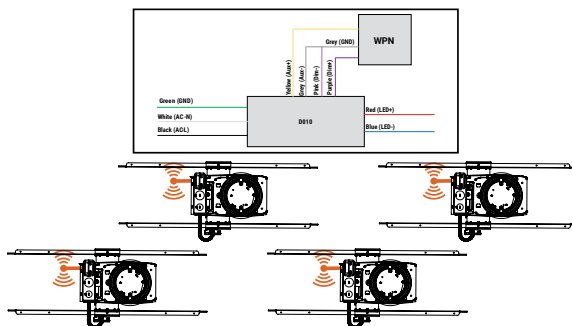 WPN
Grey (GND)
Yellow (Aux+)
Grey (Aux-)
Pink (Dim-)
Purple (Dim+)
Green (GND)
White (AC-N)
Black (ACL)
D010
Red (LED+)
Blue (LED-)